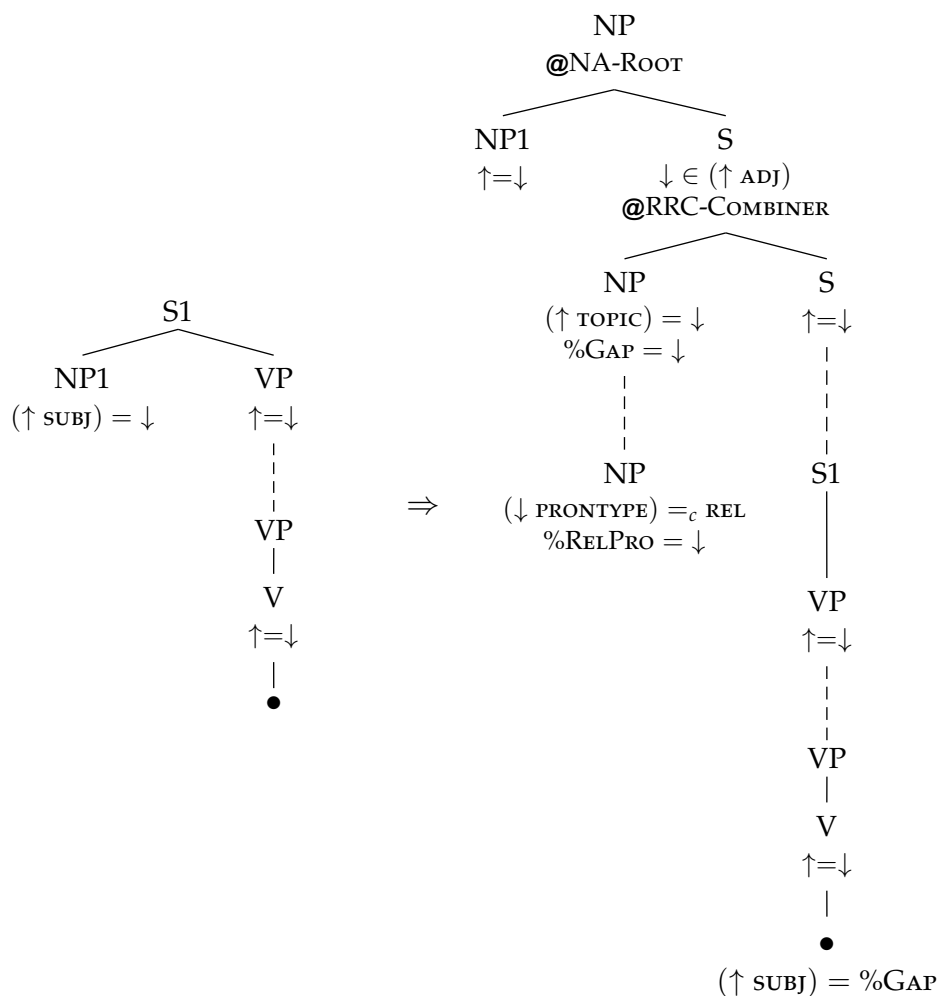 NP
@NA-ROOT
NP1 S
↑=↓ ↓ ∈ (↑ ADJ)
@RRC-COMBINER
NP S
(↑ TOPIC) = ↓ ↑=↓
%GAP = ↓
S1
NP1 VP
(↑ SUBJ) = ↓ ↑=↓
NP S1
⇒ (↓ PRONTYPE) =c REL
%RELPRO = ↓
VP
V
↑=↓
•
VP
↑=↓
VP
V
↑=↓
•
(↑ SUBJ) = %GAP